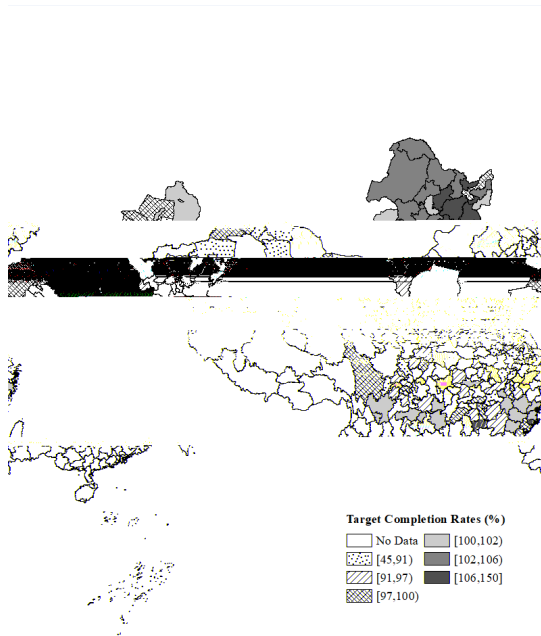 Target Completion Rates (%)
No Data [100,102)
[45,91) [102,106)
[91,97) [106,150]
[97,100)